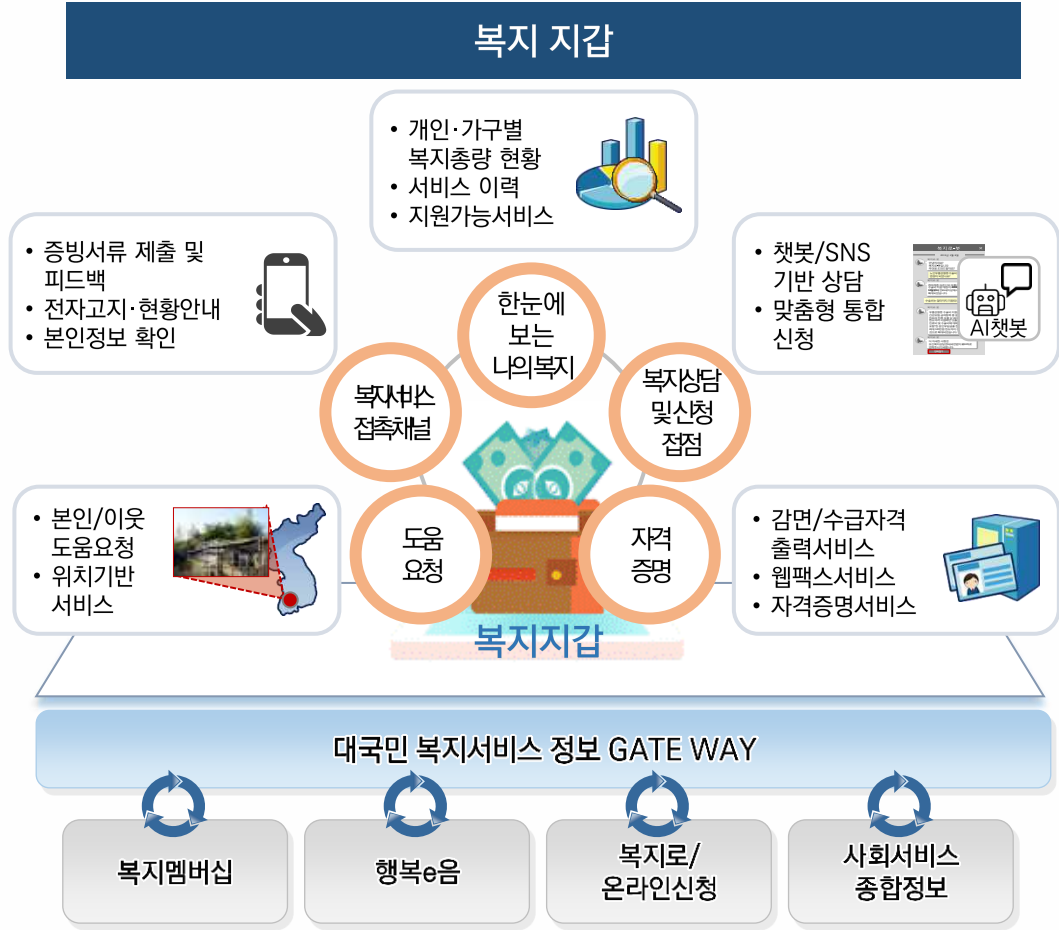 복지 지갑
• 개인·가구별
복지총량 현황
• 서비스 이력
• 지원가능서비스
• 증빙서류 제출 및
피드백
• 전자고지·현황안내
• 본인정보 확인
• 챗봇/SNS
기반 상담
• 맞춤형 통합
신청
AI챗봇
한눈에
보는
나의복지
복지서비스
접촉채널
복지상담
및 신청
접점
• 본인/이웃
도움요청
• 위치기반
서비스
도움
요청
자격
증명
• 감면/수급자격
출력서비스
• 웹팩스서비스
• 자격증명서비스
복지지갑
대국민 복지서비스 정보 GATE WAY
복지멤버십
행복e음
복지로/
온라인신청
사회서비스
종합정보